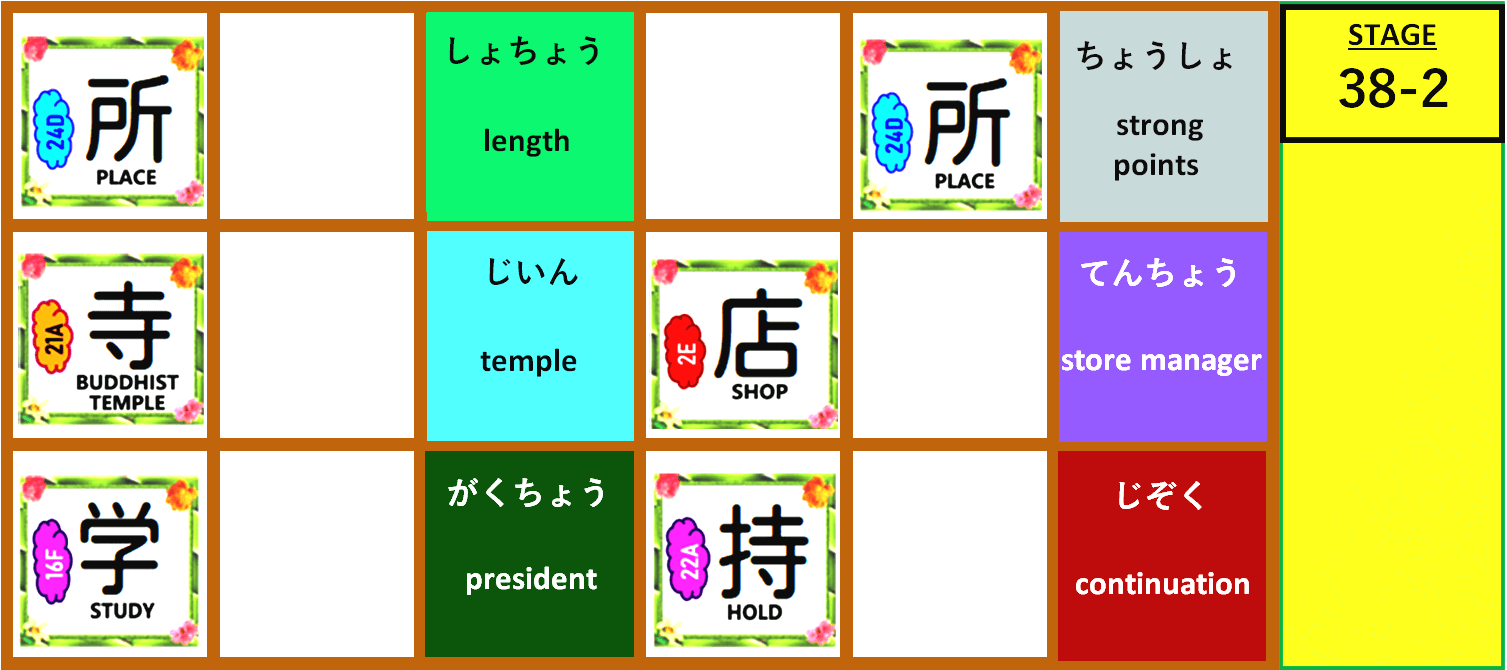 24D
所
PLACE
しょちょう
length
24D
所
PLACE
ちょうしょ
strong
points
STAGE
38-2
21A
寺
BUDDHIST
TEMPLE
じいん
temple
2E
店
SHOP
てんちょう
store manager
16F
学
STUDY
がくちょう
president
22A
持
HOLD
じぞく
continuation